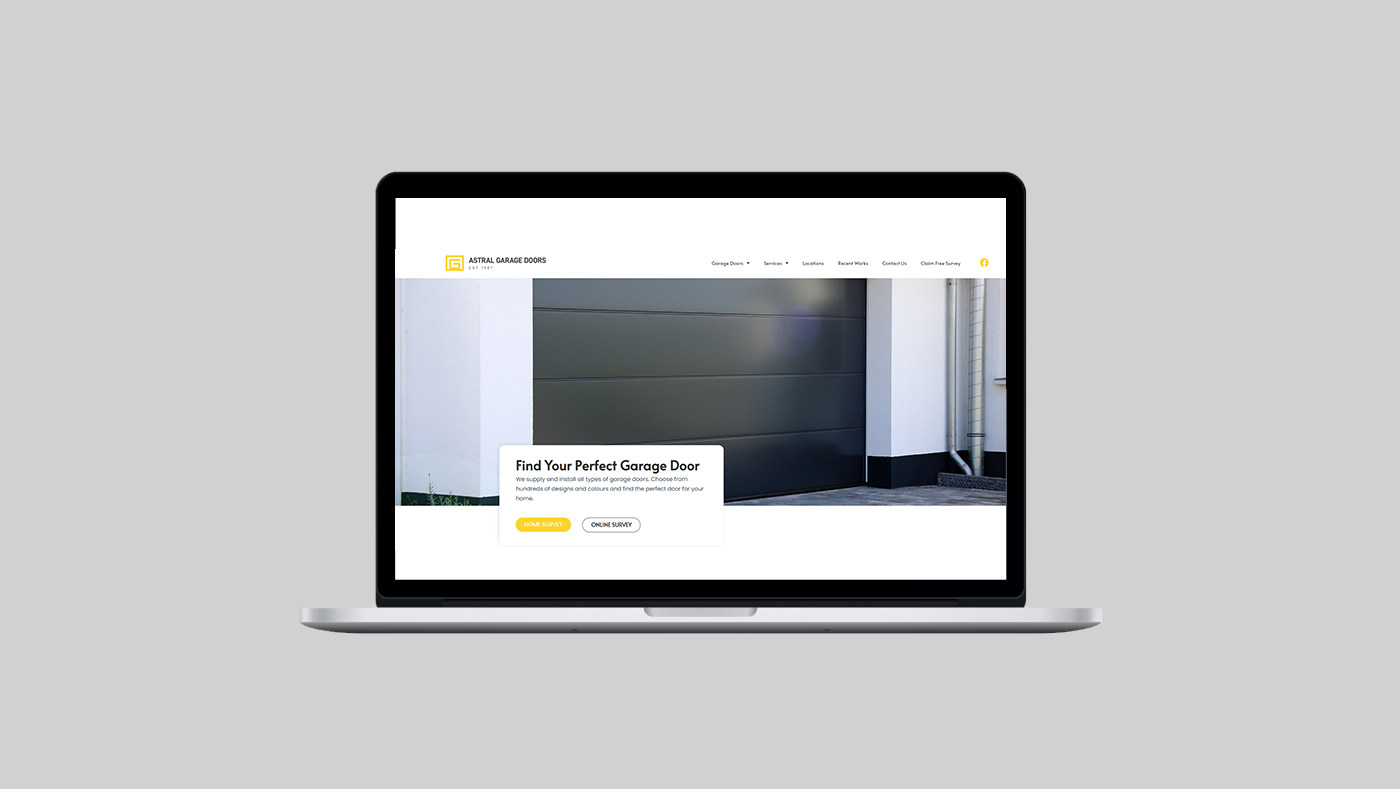 ASTRAL GARAGE DOORS
EST 1987
Garage Doors
Services
Locations
Recent Works
Contact Us
Claim Free Survey
Find Your Perfect Garage Door
We supply and install all types of garage doors. Choose from
hundreds of designs and colours and find the perfect door for your
home.
HOME SURVEY
ONLINE SURVEY